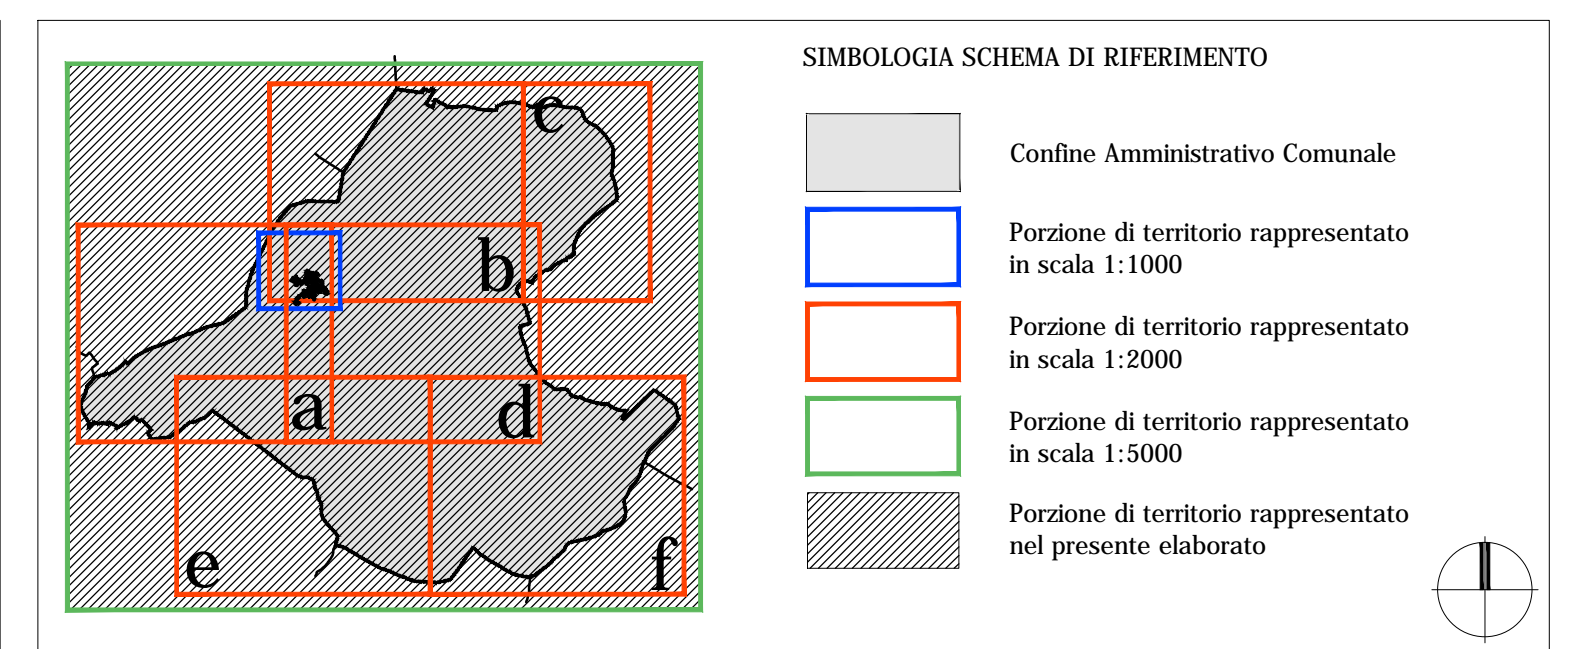 SIMBOLOGIA SCHEMA DI RIFERIMENTO
c
b
a
d
e
f
Confine Amministrativo Comunale
Porzione di territorio rappresentato
in scala 1:1000
Porzione di territorio rappresentato
in scala 1:2000
Porzione di territorio rappresentato
in scala 1:5000
Porzione di territorio rappresentato
nel presente elaborato